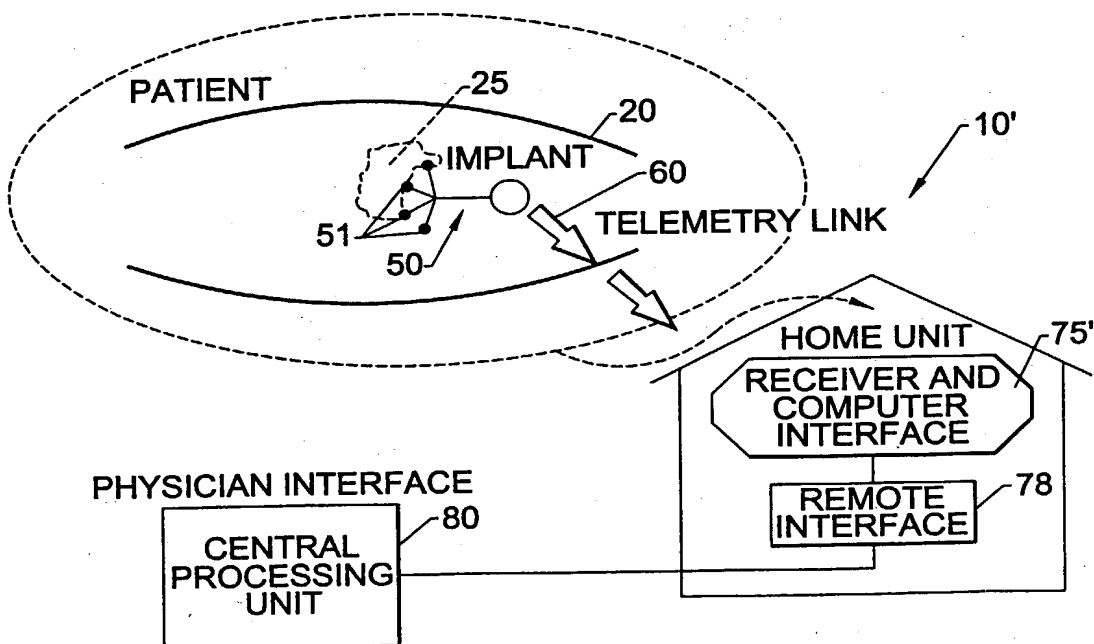 PATIENT
25
20
10'
IMPLANT
60
TELEMETRY LINK
51
50
HOME UNIT
75'
RECEIVER AND
COMPUTER
INTERFACE
PHYSICIAN INTERFACE
78
REMOTE
INTERFACE
80
CENTRAL
PROCESSING
UNIT